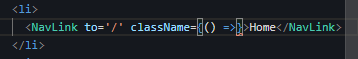 <li>
<NavLink to='/' className={() =>}>Home</NavLink>
</li>